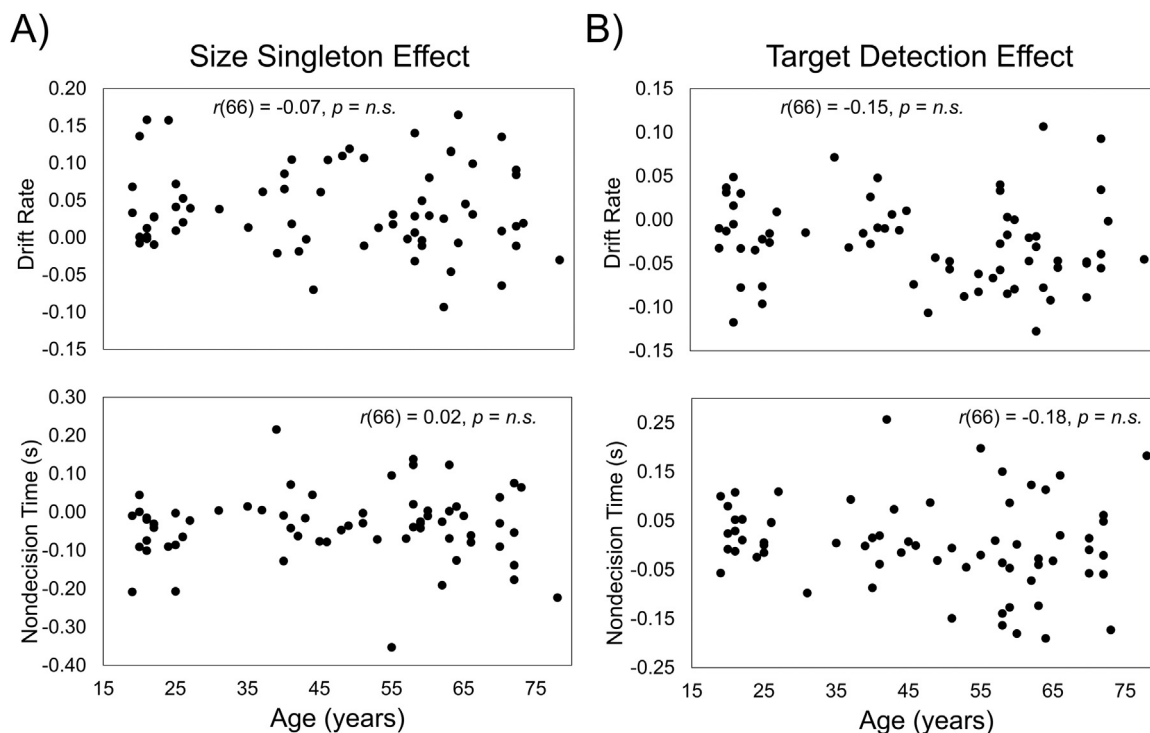 A)
Size Singleton Effect
r(66) = -0.07, p = n.s.
Drift Rate
0.20
0.15
0.10
0.05
0.00
-0.05
-0.10
-0.15
r(66) = 0.02, p = n.s.
Nondecision Time (s)
0.30
0.20
0.10
0.00
-0.10
-0.20
-0.30
-0.40
15 25 35 45 55 65 75
Age (years)
B)
Target Detection Effect
r(66) = -0.15, p = n.s.
Drift Rate
0.15
0.10
0.05
0.00
-0.05
-0.10
-0.15
r(66) = -0.18, p = n.s.
Nondecision Time (s)
0.25
0.15
0.05
-0.05
-0.15
-0.25
15 25 35 45 55 65 75
Age (years)